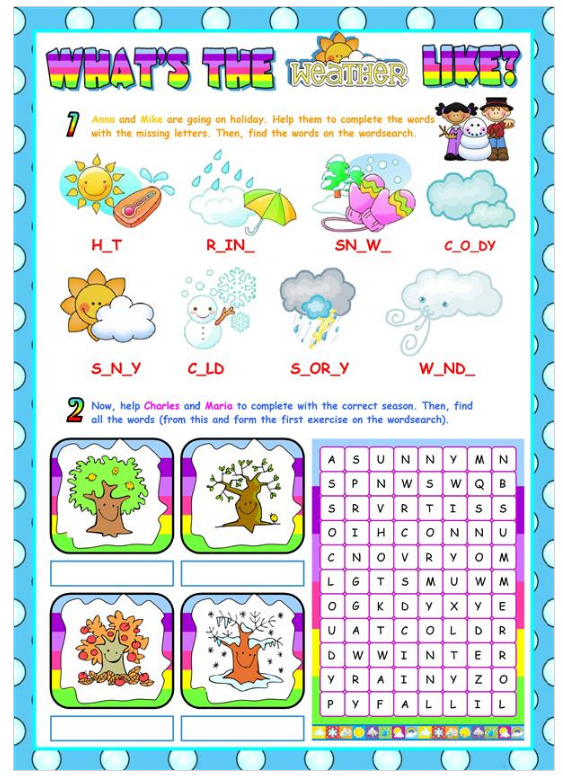 WHAT'S THE WEATHER LIKE?
1 Anna and Mike are going on holiday. Help them to complete the words
with the missing letters. Then, find the words on the wordsearch.
H_T R_IN_ SN_W_ C_O_DY
S_N_Y C_LD S_OR_Y W_ND_
2 Now, help Charles and Maria to complete with the correct season. Then, find
all the words (from this and form the first exercise on the wordsearch).
A S U N N Y M N
S P N W S W Q B
S R V R T I S S
O I H C O N N U
C N O V R Y O M
L G T S M U W M
O G K D Y X Y E
U A T C O L D R
D W W I N T E R
Y R A I N Y Z O
P Y F A L L I L